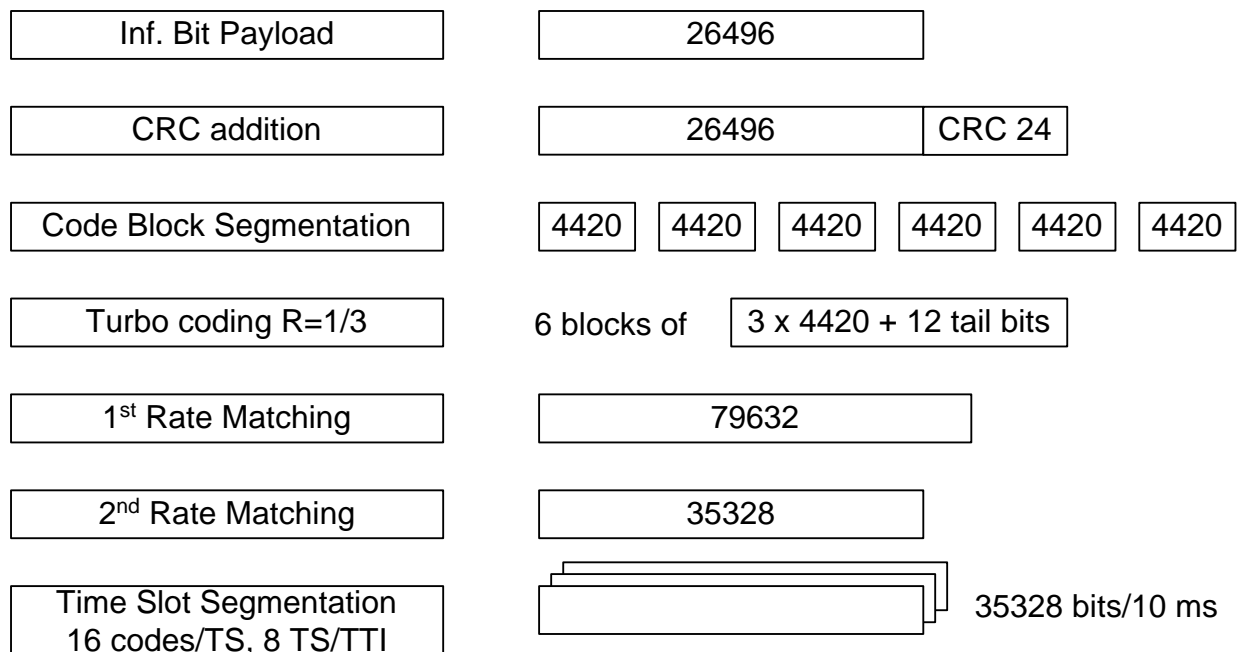 Inf. Bit Payload 26496
CRC addition 26496 CRC 24
Code Block Segmentation 4420 4420 4420 4420 4420 4420
Turbo coding R=1/3 6 blocks of 3 x 4420 + 12 tail bits
1st Rate Matching 79632
2nd Rate Matching 35328
Time Slot Segmentation
16 codes/TS, 8 TS/TTI
35328 bits/10 ms